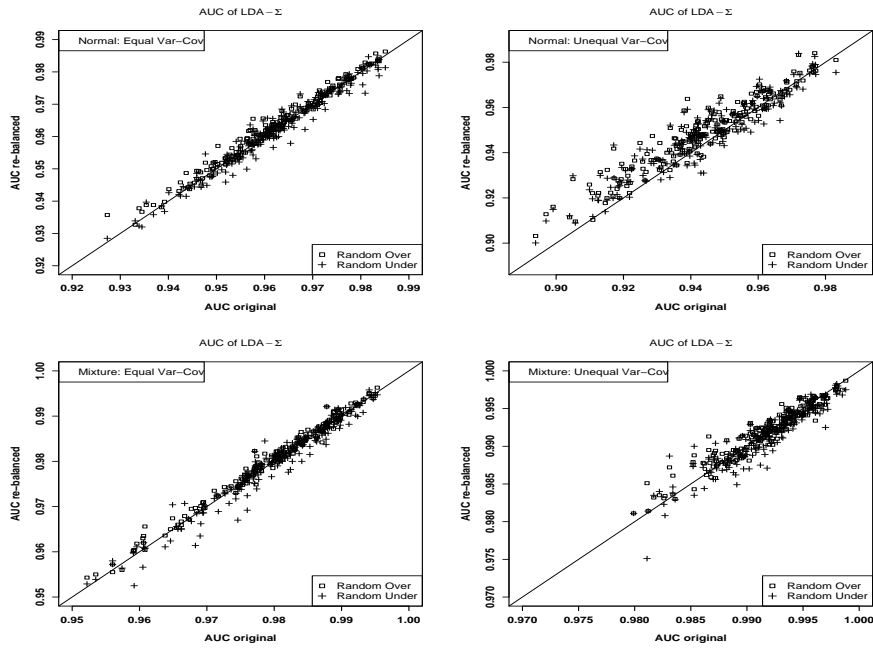 AUC of LDA – Σ
Normal: Equal Var–Cov
AUC re–balanced
0.92 0.93 0.94 0.95 0.96 0.97 0.98 0.99
Random Over
Random Under
0.92 0.93 0.94 0.95 0.96 0.97 0.98 0.99
AUC original
AUC of LDA – Σ
Normal: Unequal Var–Cov
AUC re–balanced
0.90 0.92 0.94 0.96 0.98
Random Over
Random Under
0.90 0.92 0.94 0.96 0.98
AUC original
AUC of LDA – Σ
Mixture: Equal Var–Cov
AUC re–balanced
0.95 0.96 0.97 0.98 0.99 1.00
Random Over
Random Under
0.95 0.96 0.97 0.98 0.99 1.00
AUC original
AUC of LDA – Σ
Mixture: Unequal Var–Cov
AUC re–balanced
0.970 0.975 0.980 0.985 0.990 0.995 1.000
Random Over
Random Under
0.970 0.975 0.980 0.985 0.990 0.995 1.000
AUC original